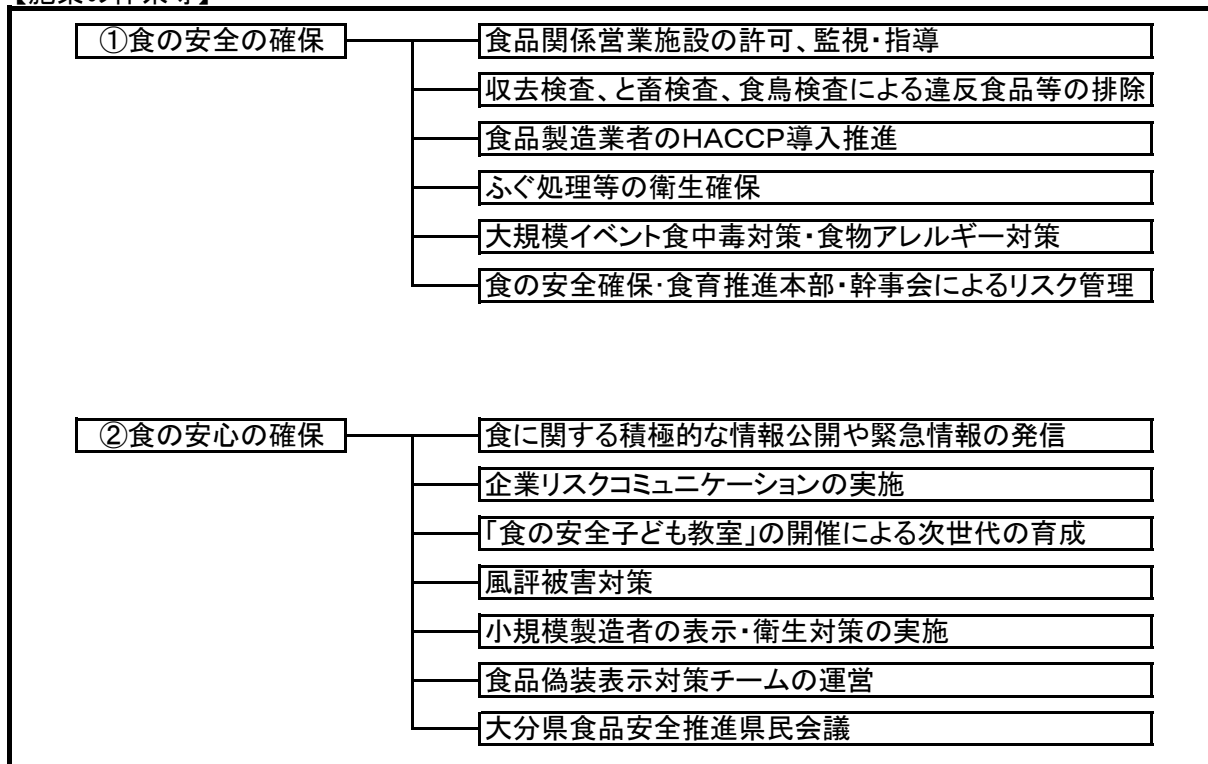 ①食の安全の確保
食品関係営業施設の許可、監視・指導
収去検査、と畜検査、食鳥検査による違反食品等の排除
食品製造業者のHACCP導入推進
ふぐ処理等の衛生確保
大規模イベント食中毒対策・食物アレルギー対策
食の安全確保・食育推進本部・幹事会によるリスク管理
②食の安心の確保
食に関する積極的な情報公開や緊急情報の発信
企業リスクコミュニケーションの実施
「食の安全子ども教室」の開催による次世代の育成
風評被害対策
小規模製造者の表示・衛生対策の実施
食品偽装表示対策チームの運営
大分県食品安全推進県民会議